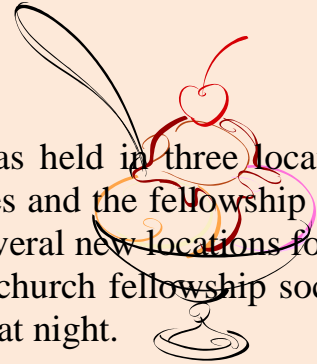 as held in three loca
es and the fellowship
veral new locations fo
church fellowship soc
at night.